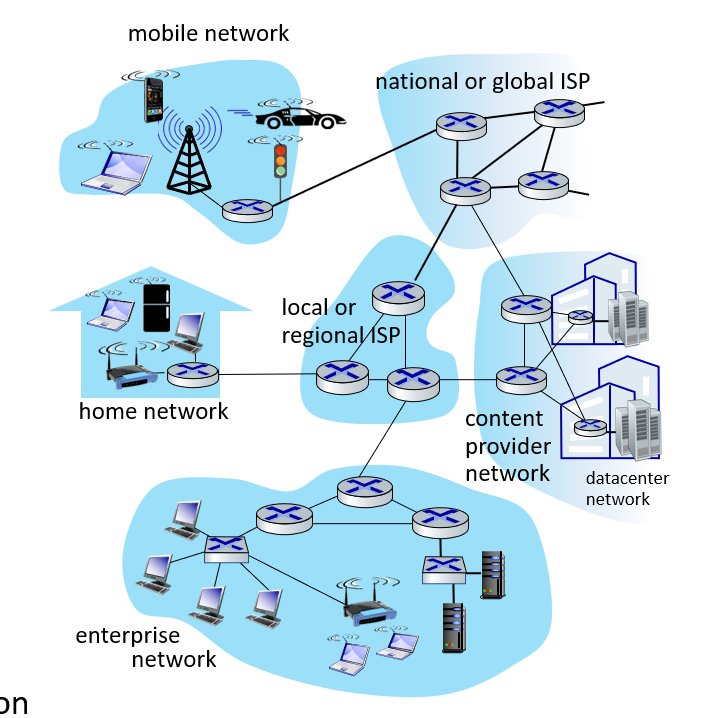 mobile network
national or global ISP
local or
regional ISP
home network
content
provider
network
datacenter
network
enterprise
network
on